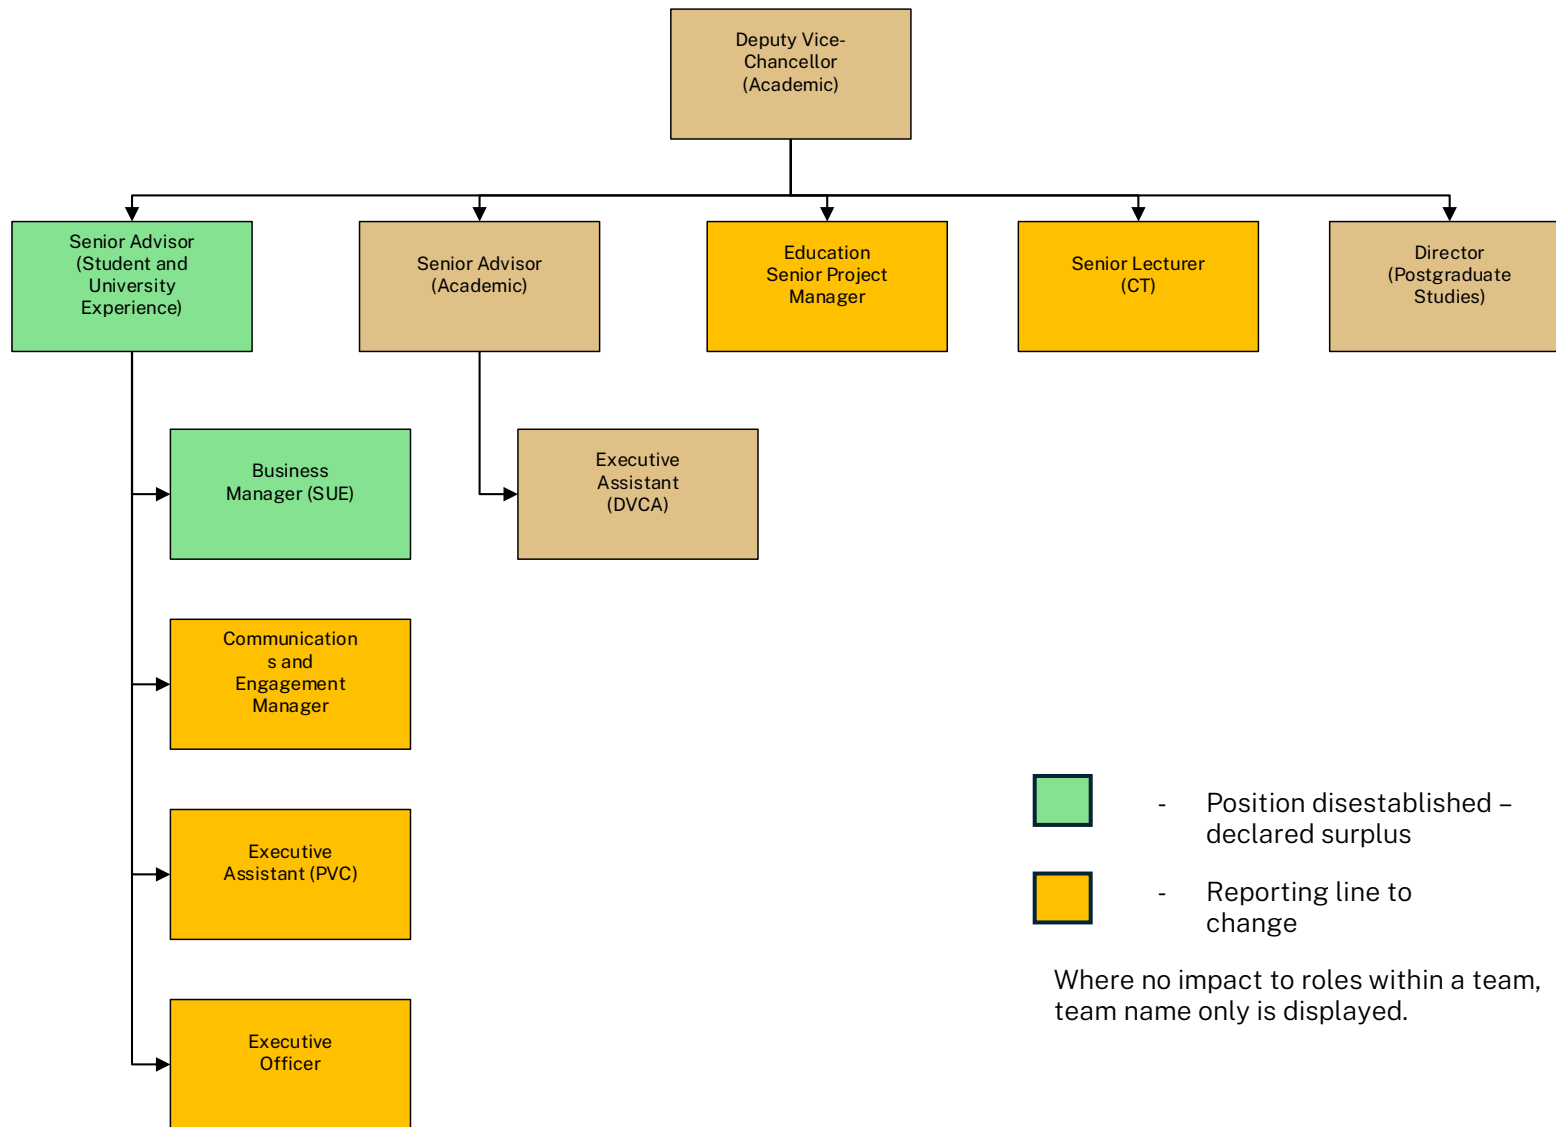 Deputy Vice-
Chancellor
(Academic)
Senior Advisor
(Student and
University
Experience)
Senior Advisor
(Academic)
Education
Senior Project
Manager
Senior Lecturer
(CT)
Director
(Postgraduate
Studies)
Business
Manager (SUE)
Executive
Assistant
(DVCA)
Communication
s and
Engagement
Manager
Executive
Assistant (PVC)
Executive
Officer
- Position disestablished –
declared surplus
- Reporting line to
change
Where no impact to roles within a team,
team name only is displayed.